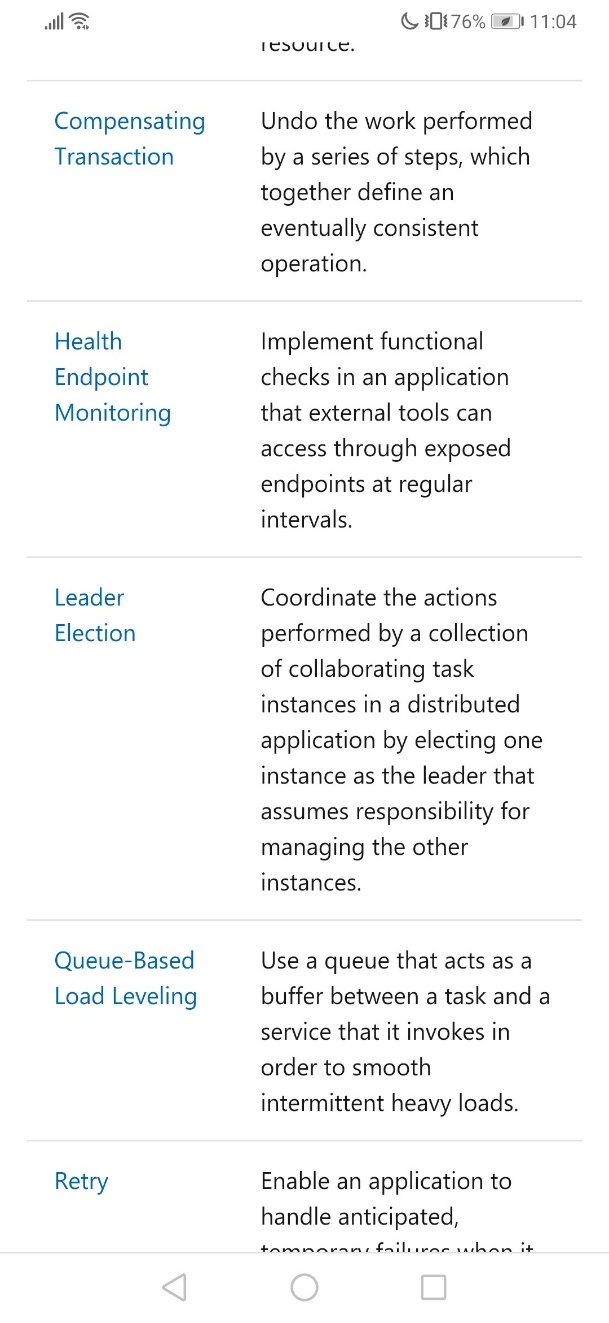 76% 11:04
resource.
Compensating
Transaction
Undo the work performed
by a series of steps, which
together define an
eventually consistent
operation.
Health
Endpoint
Monitoring
Implement functional
checks in an application
that external tools can
access through exposed
endpoints at regular
intervals.
Leader
Election
Coordinate the actions
performed by a collection
of collaborating task
instances in a distributed
application by electing one
instance as the leader that
assumes responsibility for
managing the other
instances.
Queue-Based
Load Leveling
Use a queue that acts as a
buffer between a task and a
service that it invokes in
order to smooth
intermittent heavy loads.
Retry
Enable an application to
handle anticipated,
temporary failures when it